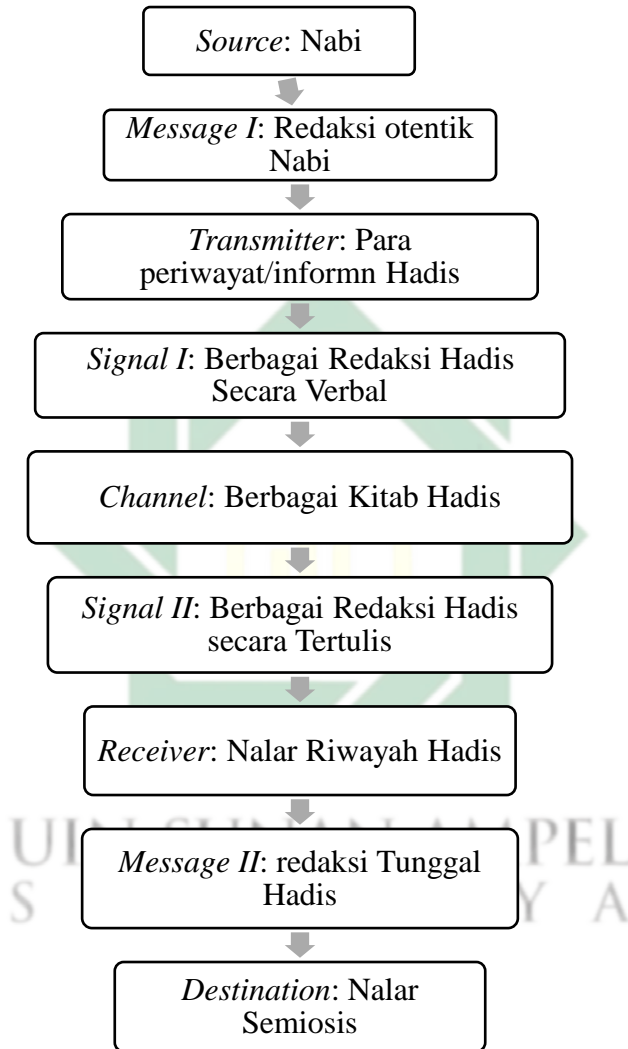 Source: Nabi
Message I: Redaksi otentik
Nabi
Transmitter: Para
periwayat/informn Hadis
Signal I: Berbagai Redaksi Hadis
Secara Verbal
Channel: Berbagai Kitab Hadis
Signal II: Berbagai Redaksi Hadis
secara Tertulis
Receiver: Nalar Riwayah Hadis
Message II: redaksi Tunggal
Hadis
Destination: Nalar
Semiosis